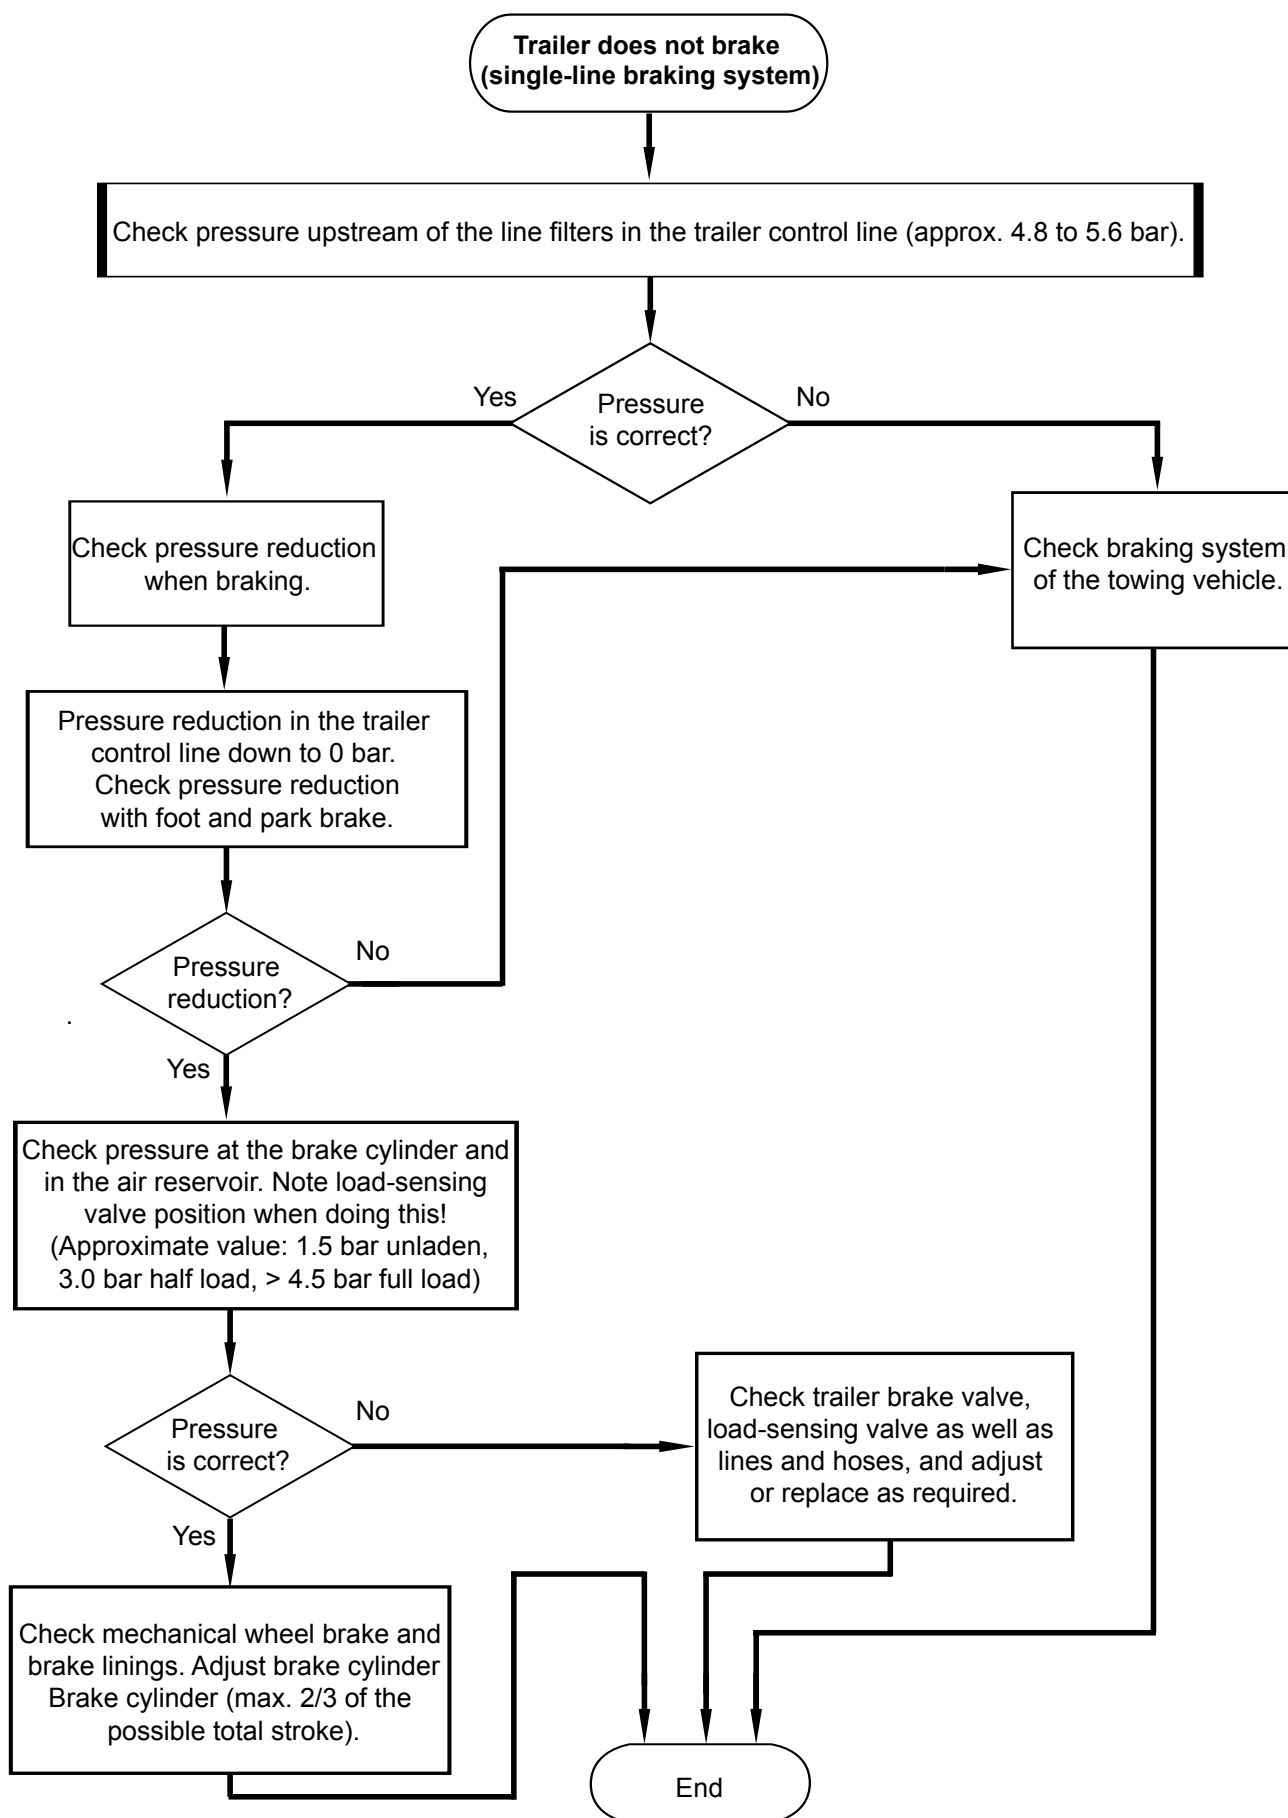 Trailer does not brake
(single-line braking system)
Check pressure upstream of the line filters in the trailer control line (approx. 4.8 to 5.6 bar).
Yes
No
Pressure
is correct?
Check pressure reduction
when braking.
Check braking system
of the towing vehicle.
Pressure reduction in the trailer
control line down to 0 bar.
Check pressure reduction
with foot and park brake.
No
Pressure
reduction?
.
Yes
Check pressure at the brake cylinder and
in the air reservoir. Note load-sensing
valve position when doing this!
(Approximate value: 1.5 bar unladen,
3.0 bar half load, > 4.5 bar full load)
No
Pressure
is correct?
Check trailer brake valve,
load-sensing valve as well as
lines and hoses, and adjust
or replace as required.
Yes
Check mechanical wheel brake and
brake linings. Adjust brake cylinder
Brake cylinder (max. 2/3 of the
possible total stroke).
End